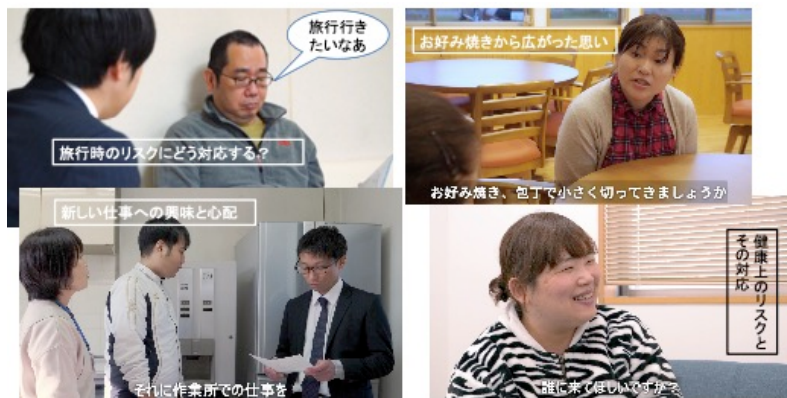 旅行行き
たいなあ
旅行時のリスクにどう対応する？
お好み焼きから広がった思い
お好み焼き、包丁で小さく切ってきましょうか
新しい仕事への興味と心配
それに作業所での仕事を
健康上のリスクと
その対応
誰に来てほしいですか？